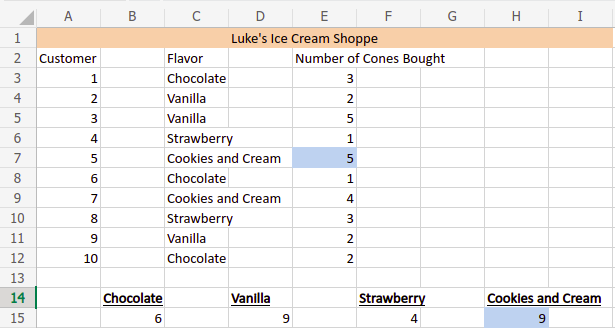 A B C D E F G H I
1 Luke's Ice Cream Shoppe
2 Customer Flavor Number of Cones Bought
3 1 Chocolate 3
4 2 Vanilla 2
5 3 Vanilla 5
6 4 Strawberry 1
7 5 Cookies and Cream 5
8 6 Chocolate 1
9 7 Cookies and Cream 4
10 8 Strawberry 3
11 9 Vanilla 2
12 10 Chocolate 2
13
14 Chocolate Vanilla Strawberry Cookies and Cream
15 6 9 4 9